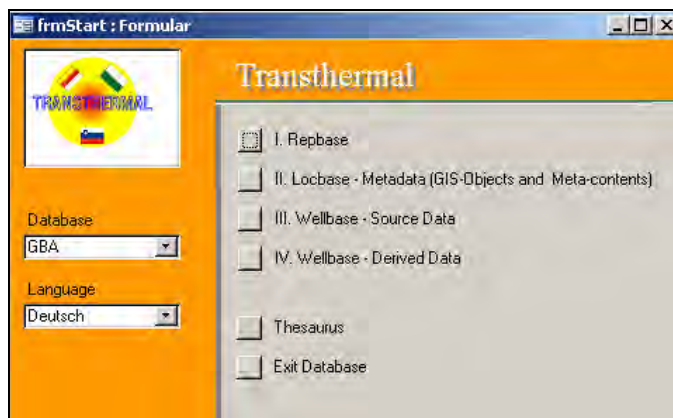 frmStart : Formular
TRANSTHERMAL
Transthermal
I. Repbase
II. Locbase - Metadata (GIS-Objects and Meta-contents)
III. Wellbase - Source Data
IV. Wellbase - Derived Data
Thesaurus
Exit Database
Database
GBA
Language
Deutsch